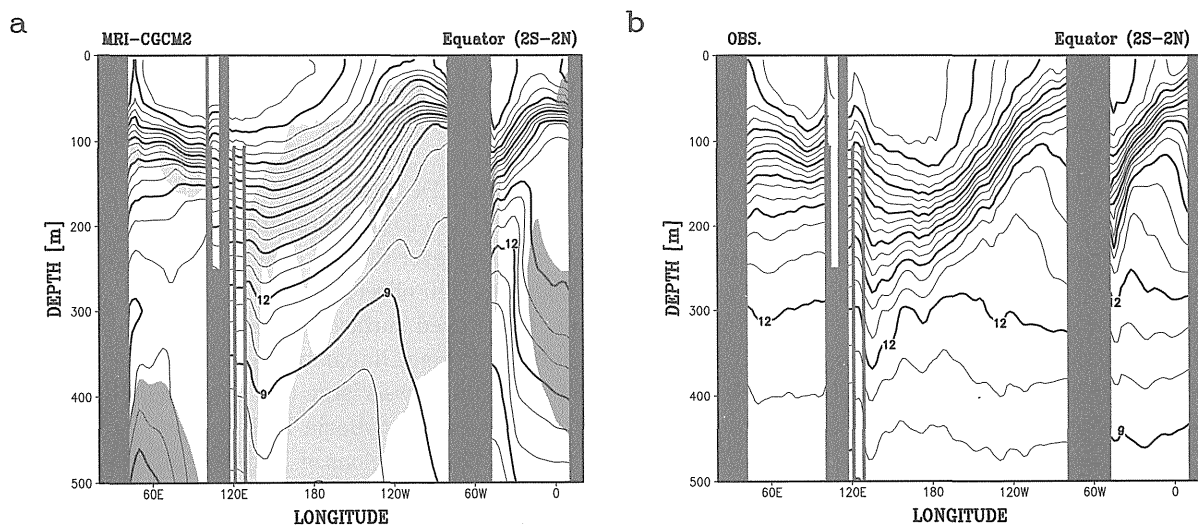 a
MRI-CGCM2 Equator (2S-2N)
0
100
200
300
400
500
DEPTH [m]
12
9
9
12
60E 120E 180 120W 60W 0
LONGITUDE
b
OBS. Equator (2S-2N)
0
100
200
300
400
500
DEPTH [m]
12
12
12
12
9
60E 120E 180 120W 60W 0
LONGITUDE